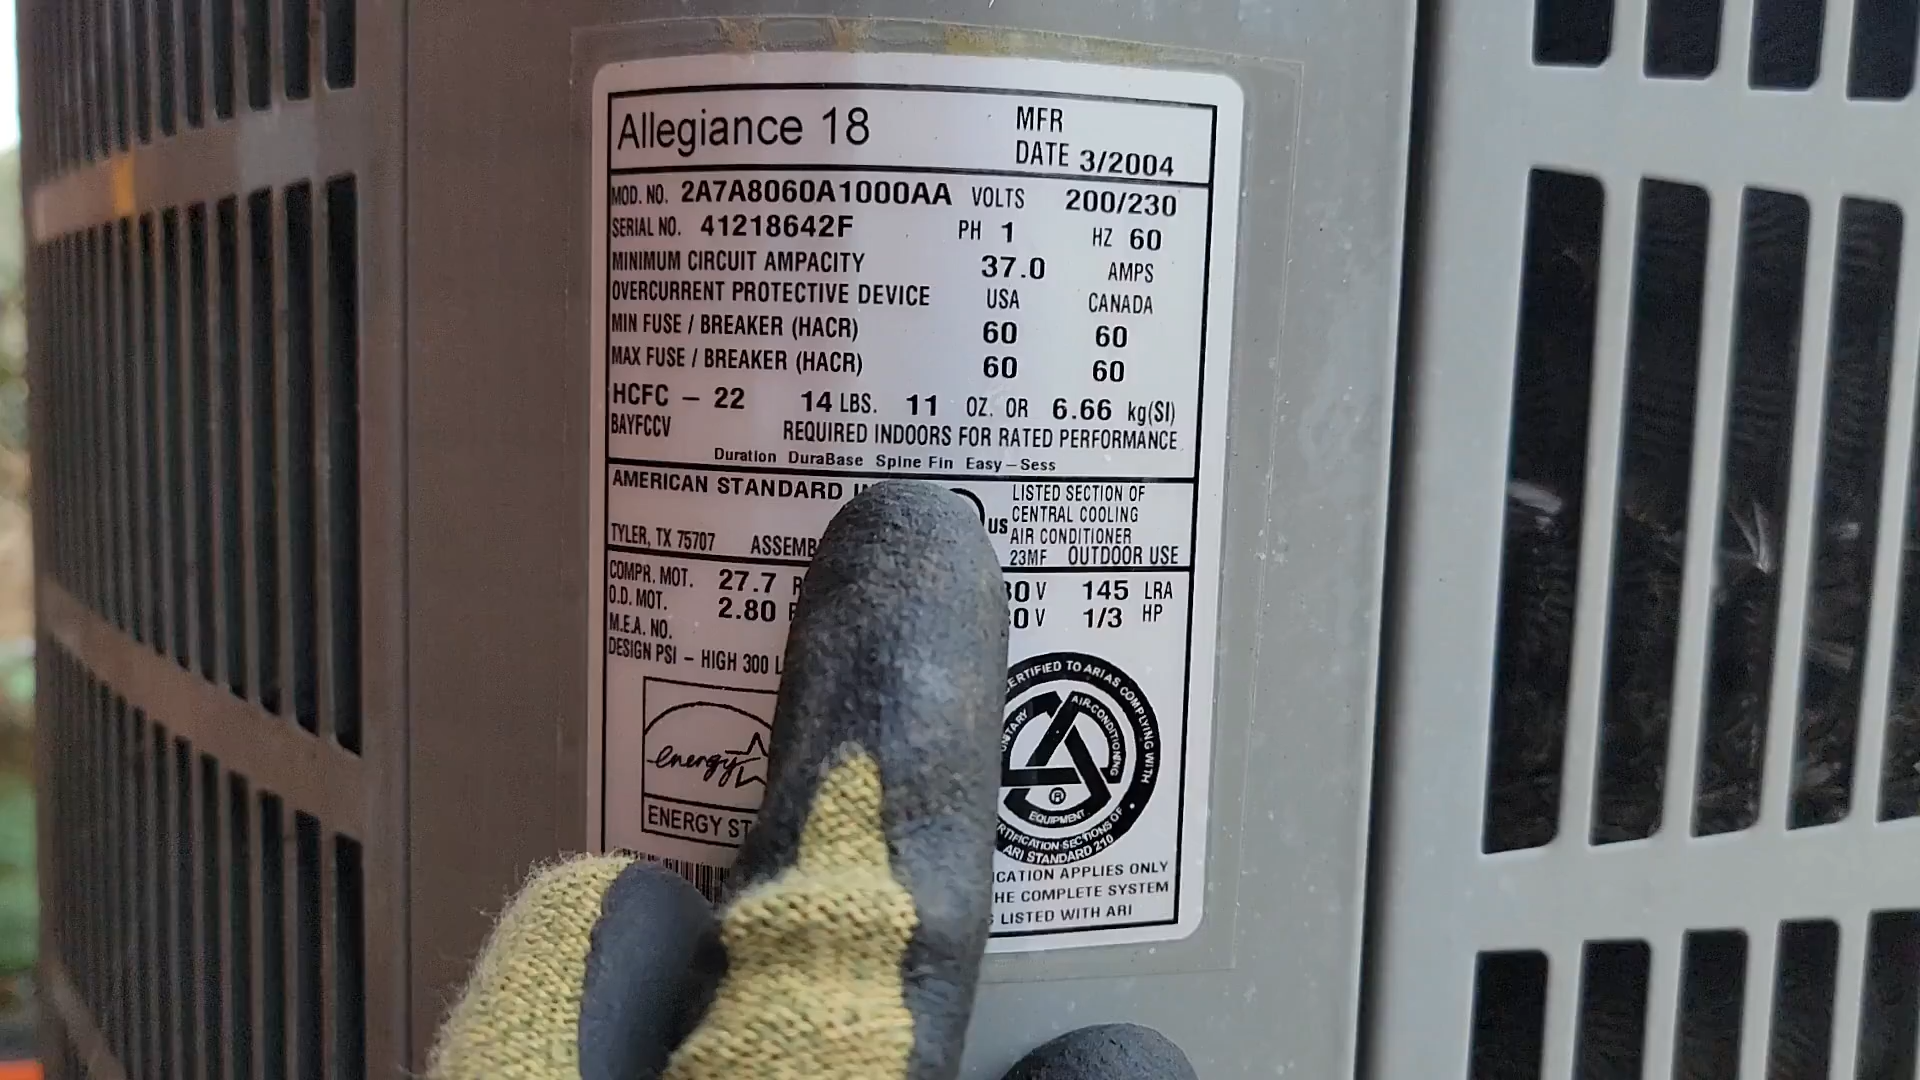 Allegiance 18 MFR
DATE 3/2004
MOD. NO. 2A7A8060A1000AA VOLTS 200/230
SERIAL NO. 41218642F PH 1 HZ 60
MINIMUM CIRCUIT AMPACITY 37.0 AMPS
OVERCURRENT PROTECTIVE DEVICE USA CANADA
MIN FUSE / BREAKER (HACR) 60 60
MAX FUSE / BREAKER (HACR) 60 60
HCFC - 22 14 LBS. 11 OZ. OR 6.66 kg(SI)
BAYFCCV REQUIRED INDOORS FOR RATED PERFORMANCE
Duration DuraBase Spine Fin Easy-Sess
AMERICAN STANDARD
TYLER, TX 75707
US
LISTED SECTION OF
CENTRAL COOLING
AIR CONDITIONER
23MF OUTDOOR USE
COMPR. MOT. 27.7 V 145 LRA
O.D. MOT. 2.80 V 1/3 HP
M.E.A. NO.
DESIGN PSI - HIGH 300
energy
ENERGY
CERTIFIED TO ARI AS COMPLYING WITH
AIR-CONDITIONING
EQUIPMENT
®
CERTIFICATION SECTIONS OF
ARI STANDARD 210
APPLIES ONLY
COMPLETE SYSTEM
LISTED WITH ARI